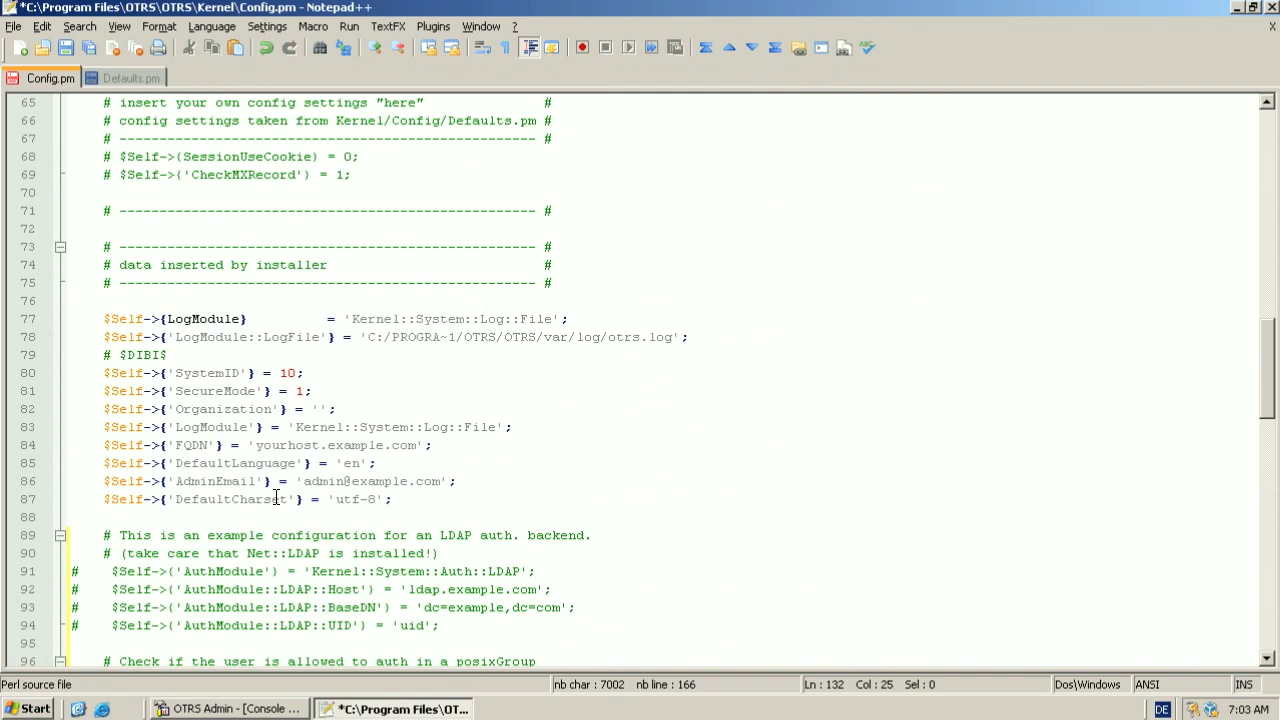 *C:\Program Files\OTRS\OTRS\Kernel\Config.pm - Notepad++
File Edit Search View Format Language Settings Macro Run TextFX Plugins Window ? X
Config.pm Defaults.pm
65 # insert your own config settings "here" #
66 # config settings taken from Kernel/Config/Defaults.pm #
67 # ---------------------------------------------------- #
68 # $Self->{SessionUseCookie} = 0;
69 # $Self->{'CheckMXRecord'} = 1;
70
71 # ---------------------------------------------------- #
72
73 # ---------------------------------------------------- #
74 # data inserted by installer #
75 # ---------------------------------------------------- #
76
77 $Self->{LogModule} = 'Kernel::System::Log::File';
78 $Self->{'LogModule::LogFile'} = 'C:/PROGRA~1/OTRS/OTRS/var/log/otrs.log';
79 # $DIBI$
80 $Self->{'SystemID'} = 10;
81 $Self->{'SecureMode'} = 1;
82 $Self->{'Organization'} = '';
83 $Self->{'LogModule'} = 'Kernel::System::Log::File';
84 $Self->{'FQDN'} = 'yourhost.example.com';
85 $Self->{'DefaultLanguage'} = 'en';
86 $Self->{'AdminEmail'} = 'admin@example.com';
87 $Self->{'DefaultCharset'} = 'utf-8';
88
89 # This is an example configuration for an LDAP auth. backend.
90 # (take care that Net::LDAP is installed!)
91 # $Self->{'AuthModule'} = 'Kernel::System::Auth::LDAP';
92 # $Self->{'AuthModule::LDAP::Host'} = 'ldap.example.com';
93 # $Self->{'AuthModule::LDAP::BaseDN'} = 'dc=example,dc=com';
94 # $Self->{'AuthModule::LDAP::UID'} = 'uid';
95
96 # Check if the user is allowed to auth in a posixGroup
Perl source file nb char : 7002 nb line : 166 Ln : 132 Col : 25 Sel : 0 Dos\Windows ANSI INS
Start OTRS Admin - [Console ... *C:\Program Files\OT... DE 7:03 AM